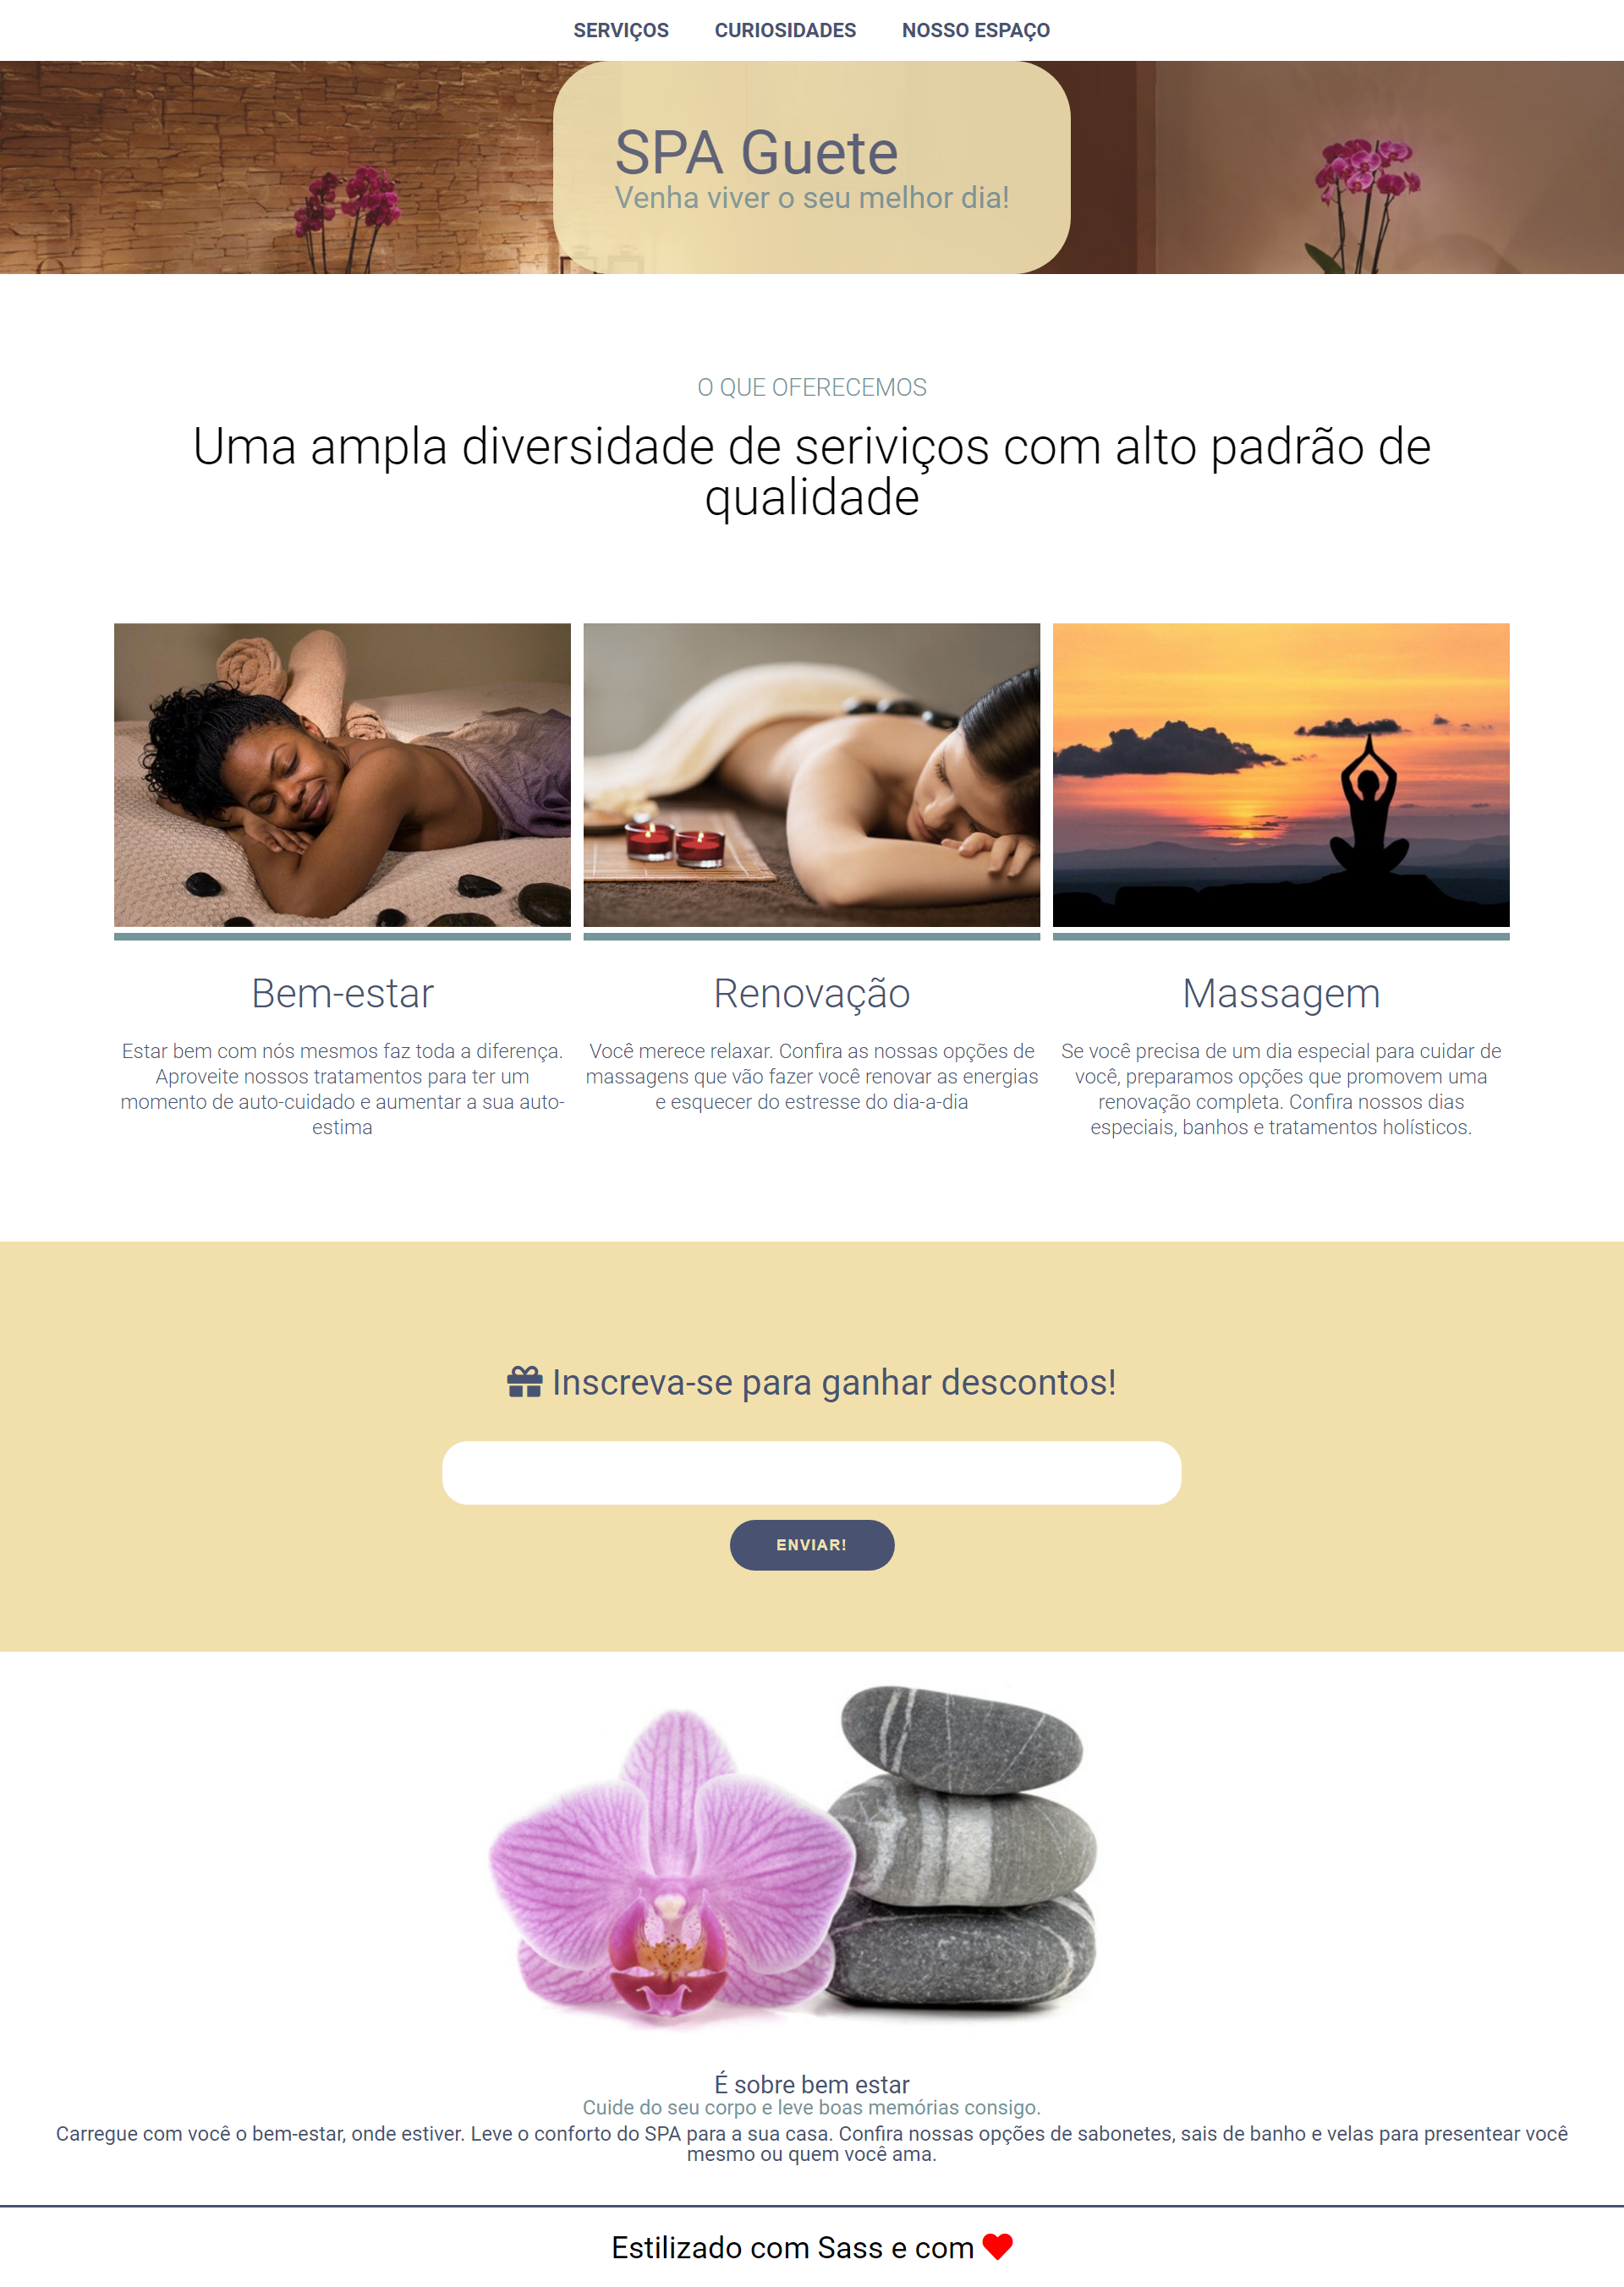 SERVIÇOS CURIOSIDADES NOSSO ESPAÇO
SPA Guete
Venha viver o seu melhor dia!
O QUE OFERECEMOS
Uma ampla diversidade de seriviços com alto padrão de
qualidade
Bem-estar
Estar bem com nós mesmos faz toda a diferença.
Aproveite nossos tratamentos para ter um
momento de auto-cuidado e aumentar a sua auto-
estima
Renovação
Você merece relaxar. Confira as nossas opções de
massagens que vão fazer você renovar as energias
e esquecer do estresse do dia-a-dia
Massagem
Se você precisa de um dia especial para cuidar de
você, preparamos opções que promovem uma
renovação completa. Confira nossos dias
especiais, banhos e tratamentos holísticos.
Inscreva-se para ganhar descontos!
ENVIAR!
É sobre bem estar
Cuide do seu corpo e leve boas memórias consigo.
Carregue com você o bem-estar, onde estiver. Leve o conforto do SPA para a sua casa. Confira nossas opções de sabonetes, sais de banho e velas para presentear você
mesmo ou quem você ama.
Estilizado com Sass e com